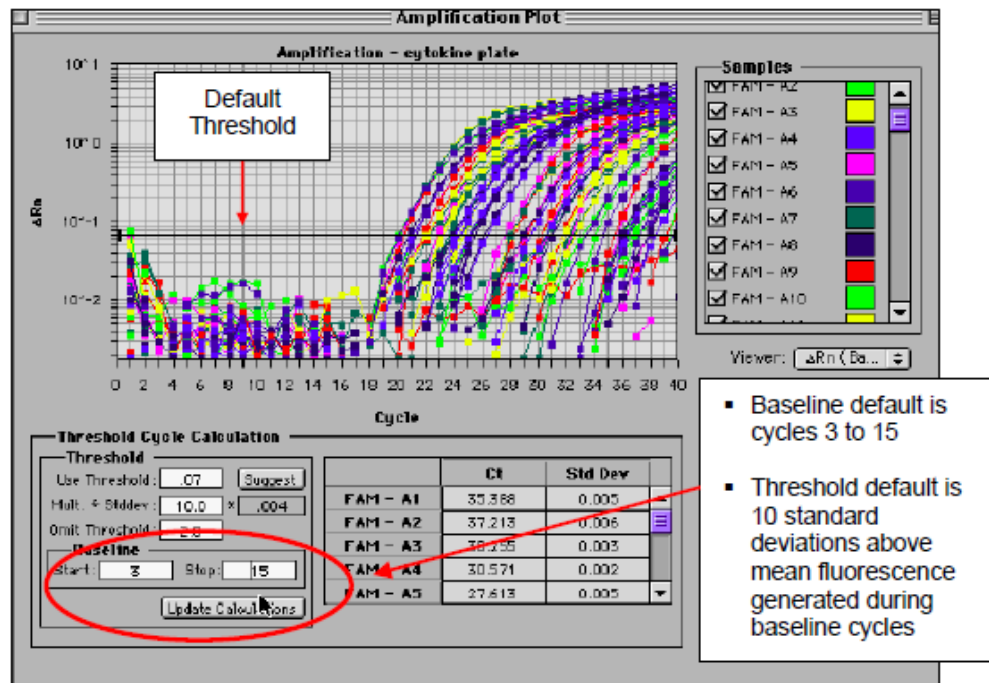 Amplification Plot
Amplification - cytokine plate
Default
Threshold
10^1
10^0
10^-1
10^-2
ΔRn
0 2 4 6 8 10 12 14 16 18 20 22 24 26 28 30 32 34 36 38 40
Cycle
Samples
FAM - A2
FAM - A3
FAM - A4
FAM - A5
FAM - A6
FAM - A7
FAM - A8
FAM - A9
FAM - A10
Viewer: ΔRn (Ba...
Threshold Cycle Calculation
Threshold
Use Threshold: .07 Suggest
Mult. * Stddev: 10.0 × .004
Omit Threshold: 2.0
Baseline
Start: 3 Stop: 15
Update Calculations
Ct Std Dev
FAM - A1 35.388 0.005
FAM - A2 37.213 0.006
FAM - A3 0.003
FAM - A4 30.571 0.002
FAM - A5 27.613 0.005
▪ Baseline default is
cycles 3 to 15
▪ Threshold default is
10 standard
deviations above
mean fluorescence
generated during
baseline cycles